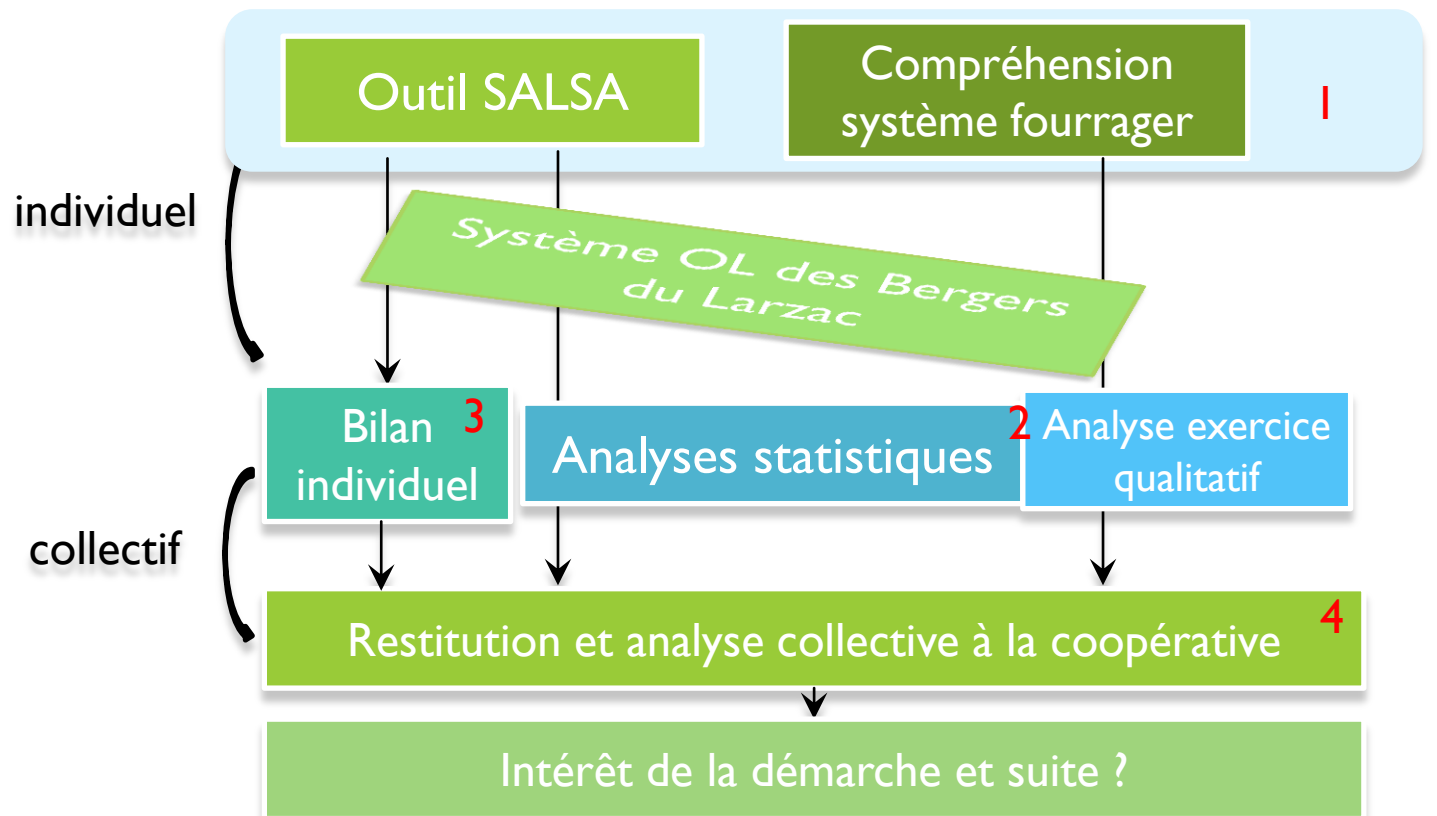 Outil SALSA
Compréhension
système fourrager
1
individuel
Système OL des Bergers
du Larzac
Bilan
individuel
3
Analyses statistiques
2
Analyse exercice
qualitatif
collectif
Restitution et analyse collective à la coopérative
4
Intérêt de la démarche et suite ?